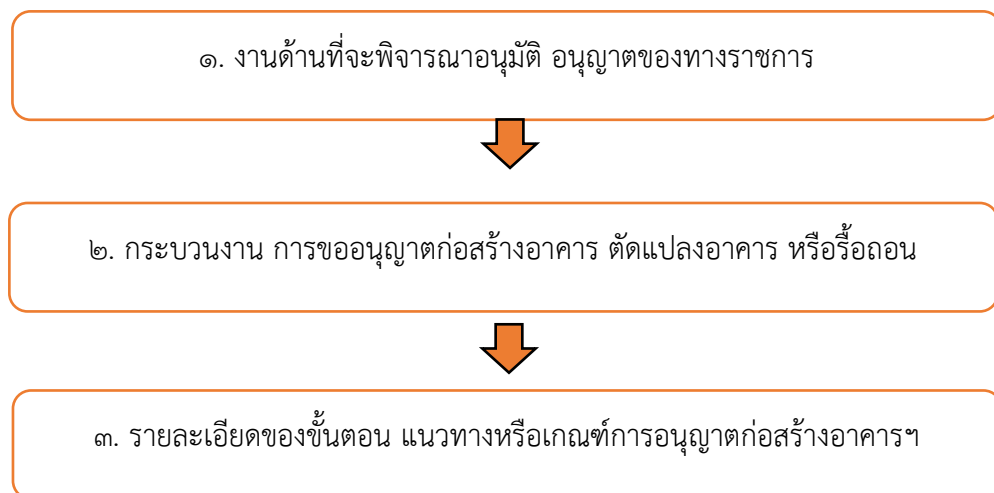 ๑. งานด้านที่จะพิจารณาอนุมัติ อนุญาตของทางราชการ
๒. กระบวนงาน การขออนุญาตก่อสร้างอาคาร ตัดแปลงอาคาร หรือรื้อถอน
๓. รายละเอียดของขั้นตอน แนวทางหรือเกณฑ์การอนุญาตก่อสร้างอาคารฯ